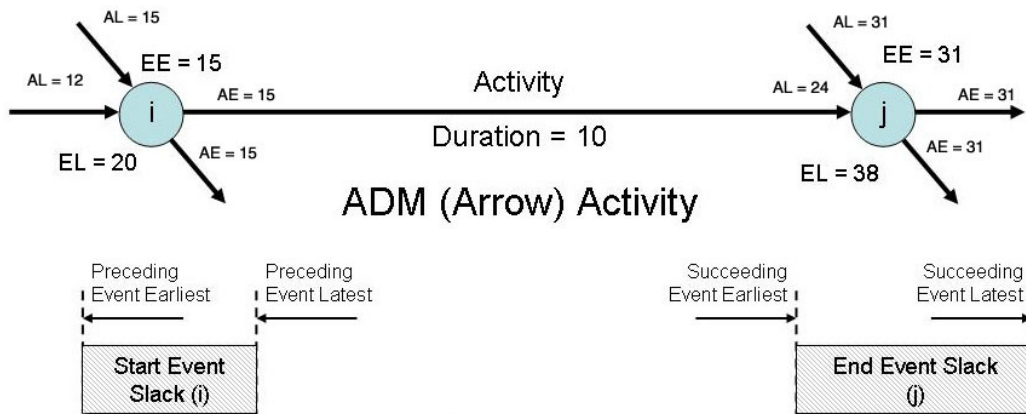 AL = 15
EE = 15
AL = 12
i
AE = 15
AE = 15
EL = 20
Activity
Duration = 10
AL = 31
EE = 31
AL = 24
j
AE = 31
AE = 31
EL = 38
ADM (Arrow) Activity
Preceding
Event Earliest
Preceding
Event Latest
Succeeding
Event Earliest
Succeeding
Event Latest
Start Event
Slack (i)
End Event Slack
(j)